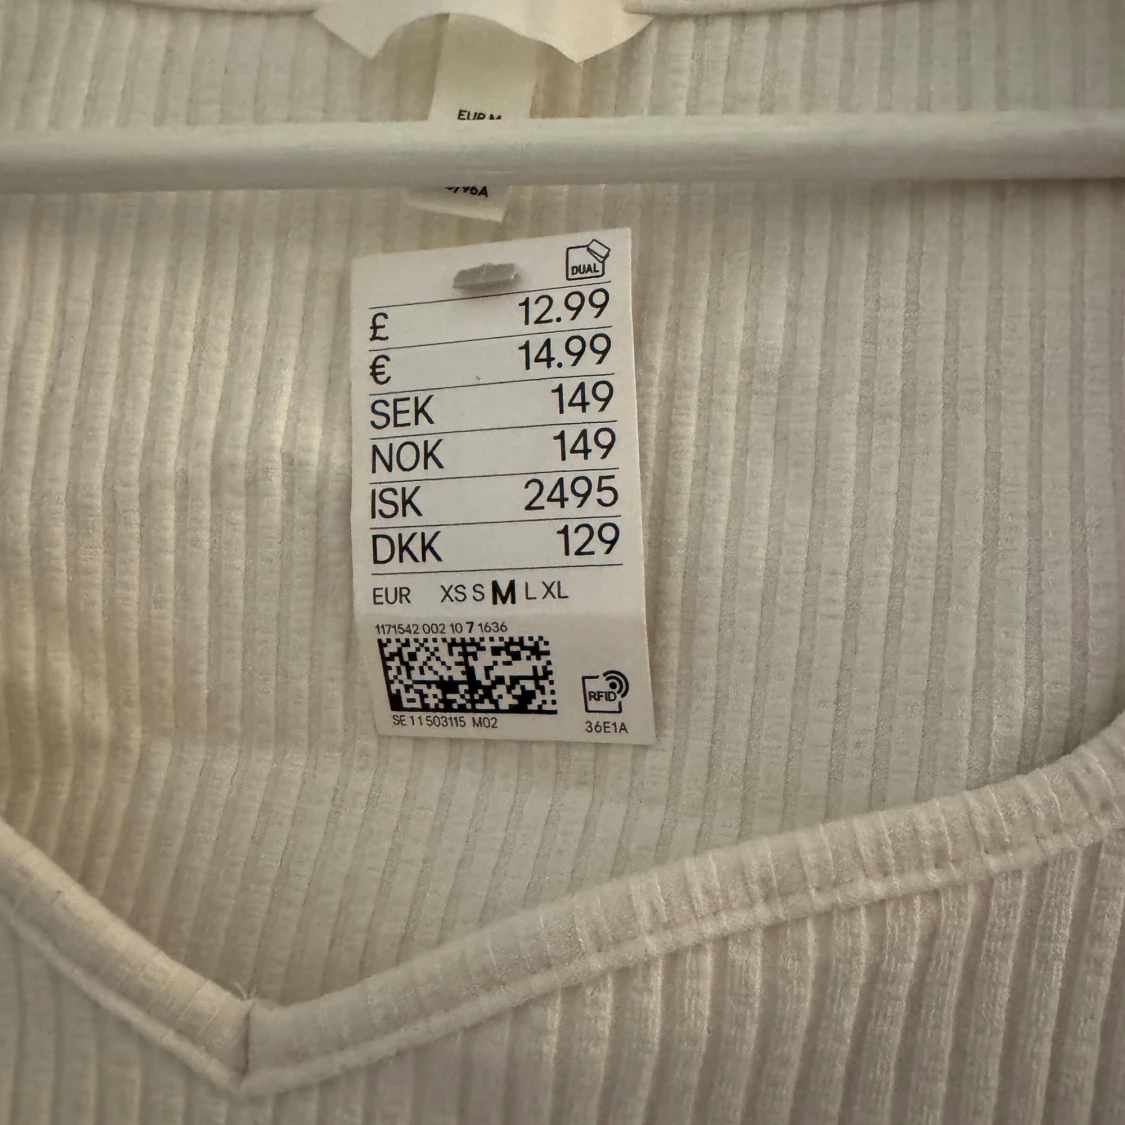 EUR M
/96A
DUAL
£ 12.99
€ 14.99
SEK 149
NOK 149
ISK 2495
DKK 129
EUR XS S M L XL
1171542 002 10 7 1636
RFID
SE 11 503115 M02
36E1A